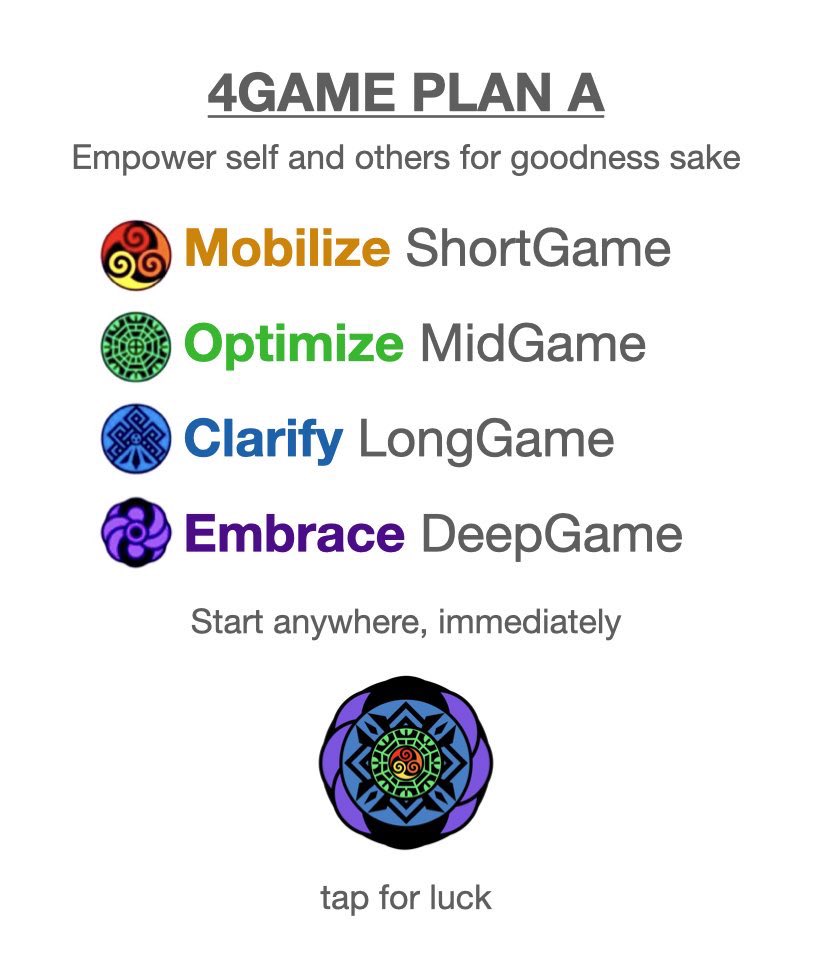 4GAME PLAN A
Empower self and others for goodness sake
Mobilize ShortGame
Optimize MidGame
Clarify LongGame
Embrace DeepGame
Start anywhere, immediately
tap for luck